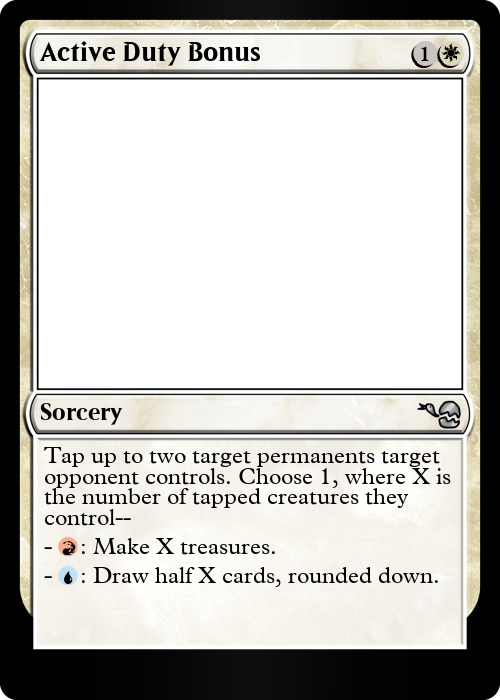 Active Duty Bonus 1
Sorcery
Tap up to two target permanents target
opponent controls. Choose 1, where X is
the number of tapped creatures they
control--
- : Make X treasures.
- : Draw half X cards, rounded down.